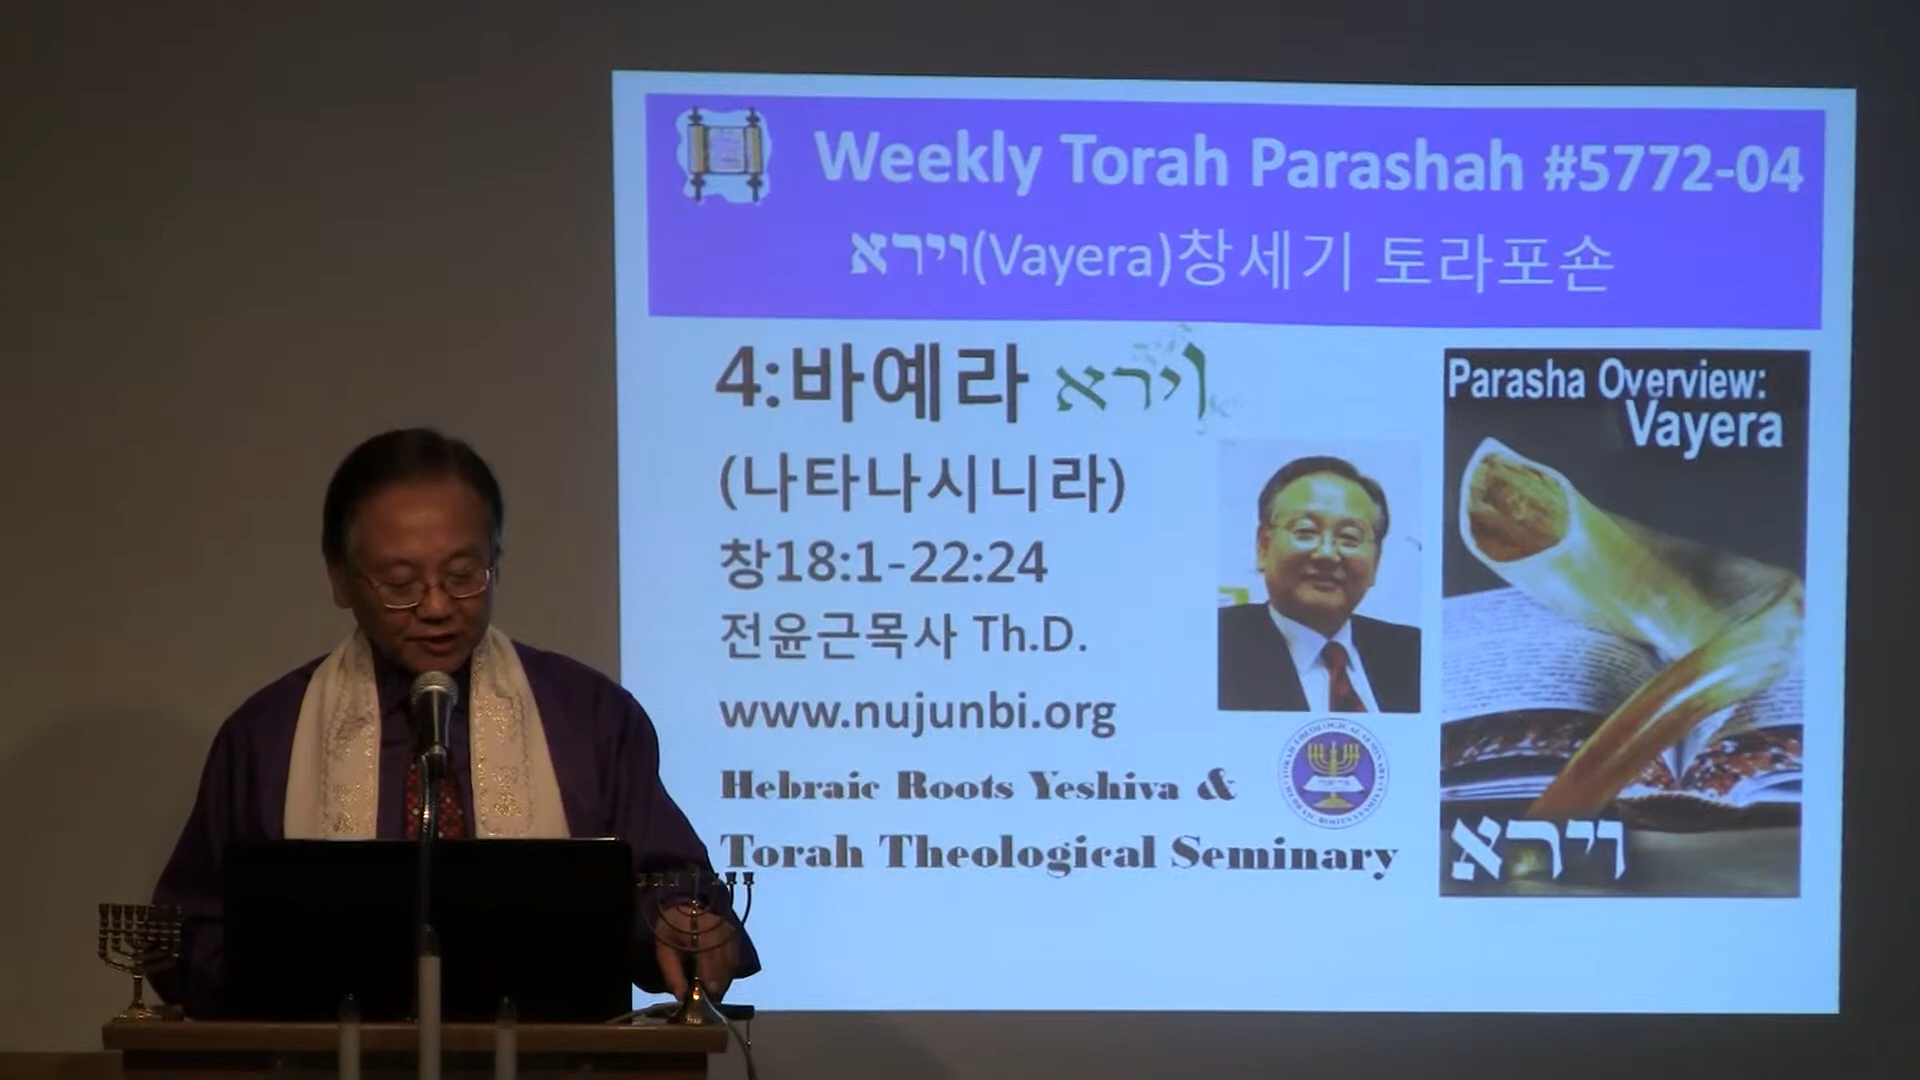 Weekly Torah Parashah #5772-04
וירא(Vayera)창세기 토라포숀
4:바예라 וירא
(나타나시니라)
창18:1-22:24
전윤근목사 Th.D.
www.nujunbi.org
Hebraic Roots Yeshiva &
Torah Theological Seminary
Parasha Overview:
Vayera
וירא